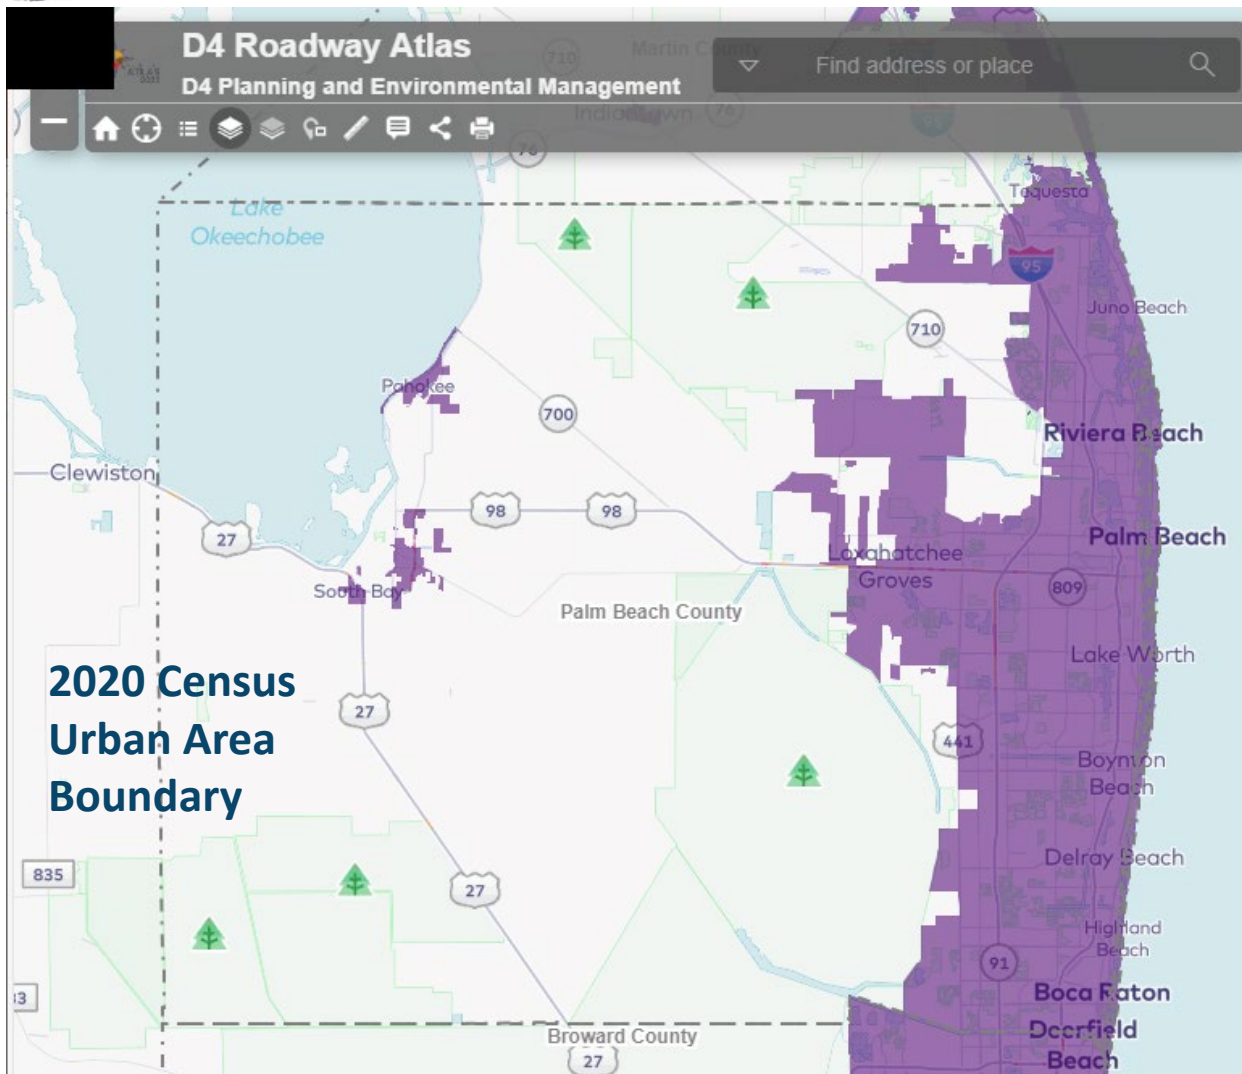 D4 Roadway Atlas
D4 Planning and Environmental Management
Find address or place
Martin County
710
Indiantown
76
76
Tequesta
Lake
Okeechobee
95
Juno Beach
710
Pahokee
700
Riviera Beach
Clewiston
98
98
27
Palm Beach
Loxahatchee
Groves
809
South Bay
Palm Beach County
Lake Worth
2020 Census
Urban Area
Boundary
27
441
Boynton
Beach
Delray Beach
835
27
Highland
Beach
91
Boca Raton
Deerfield
Beach
Broward County
27